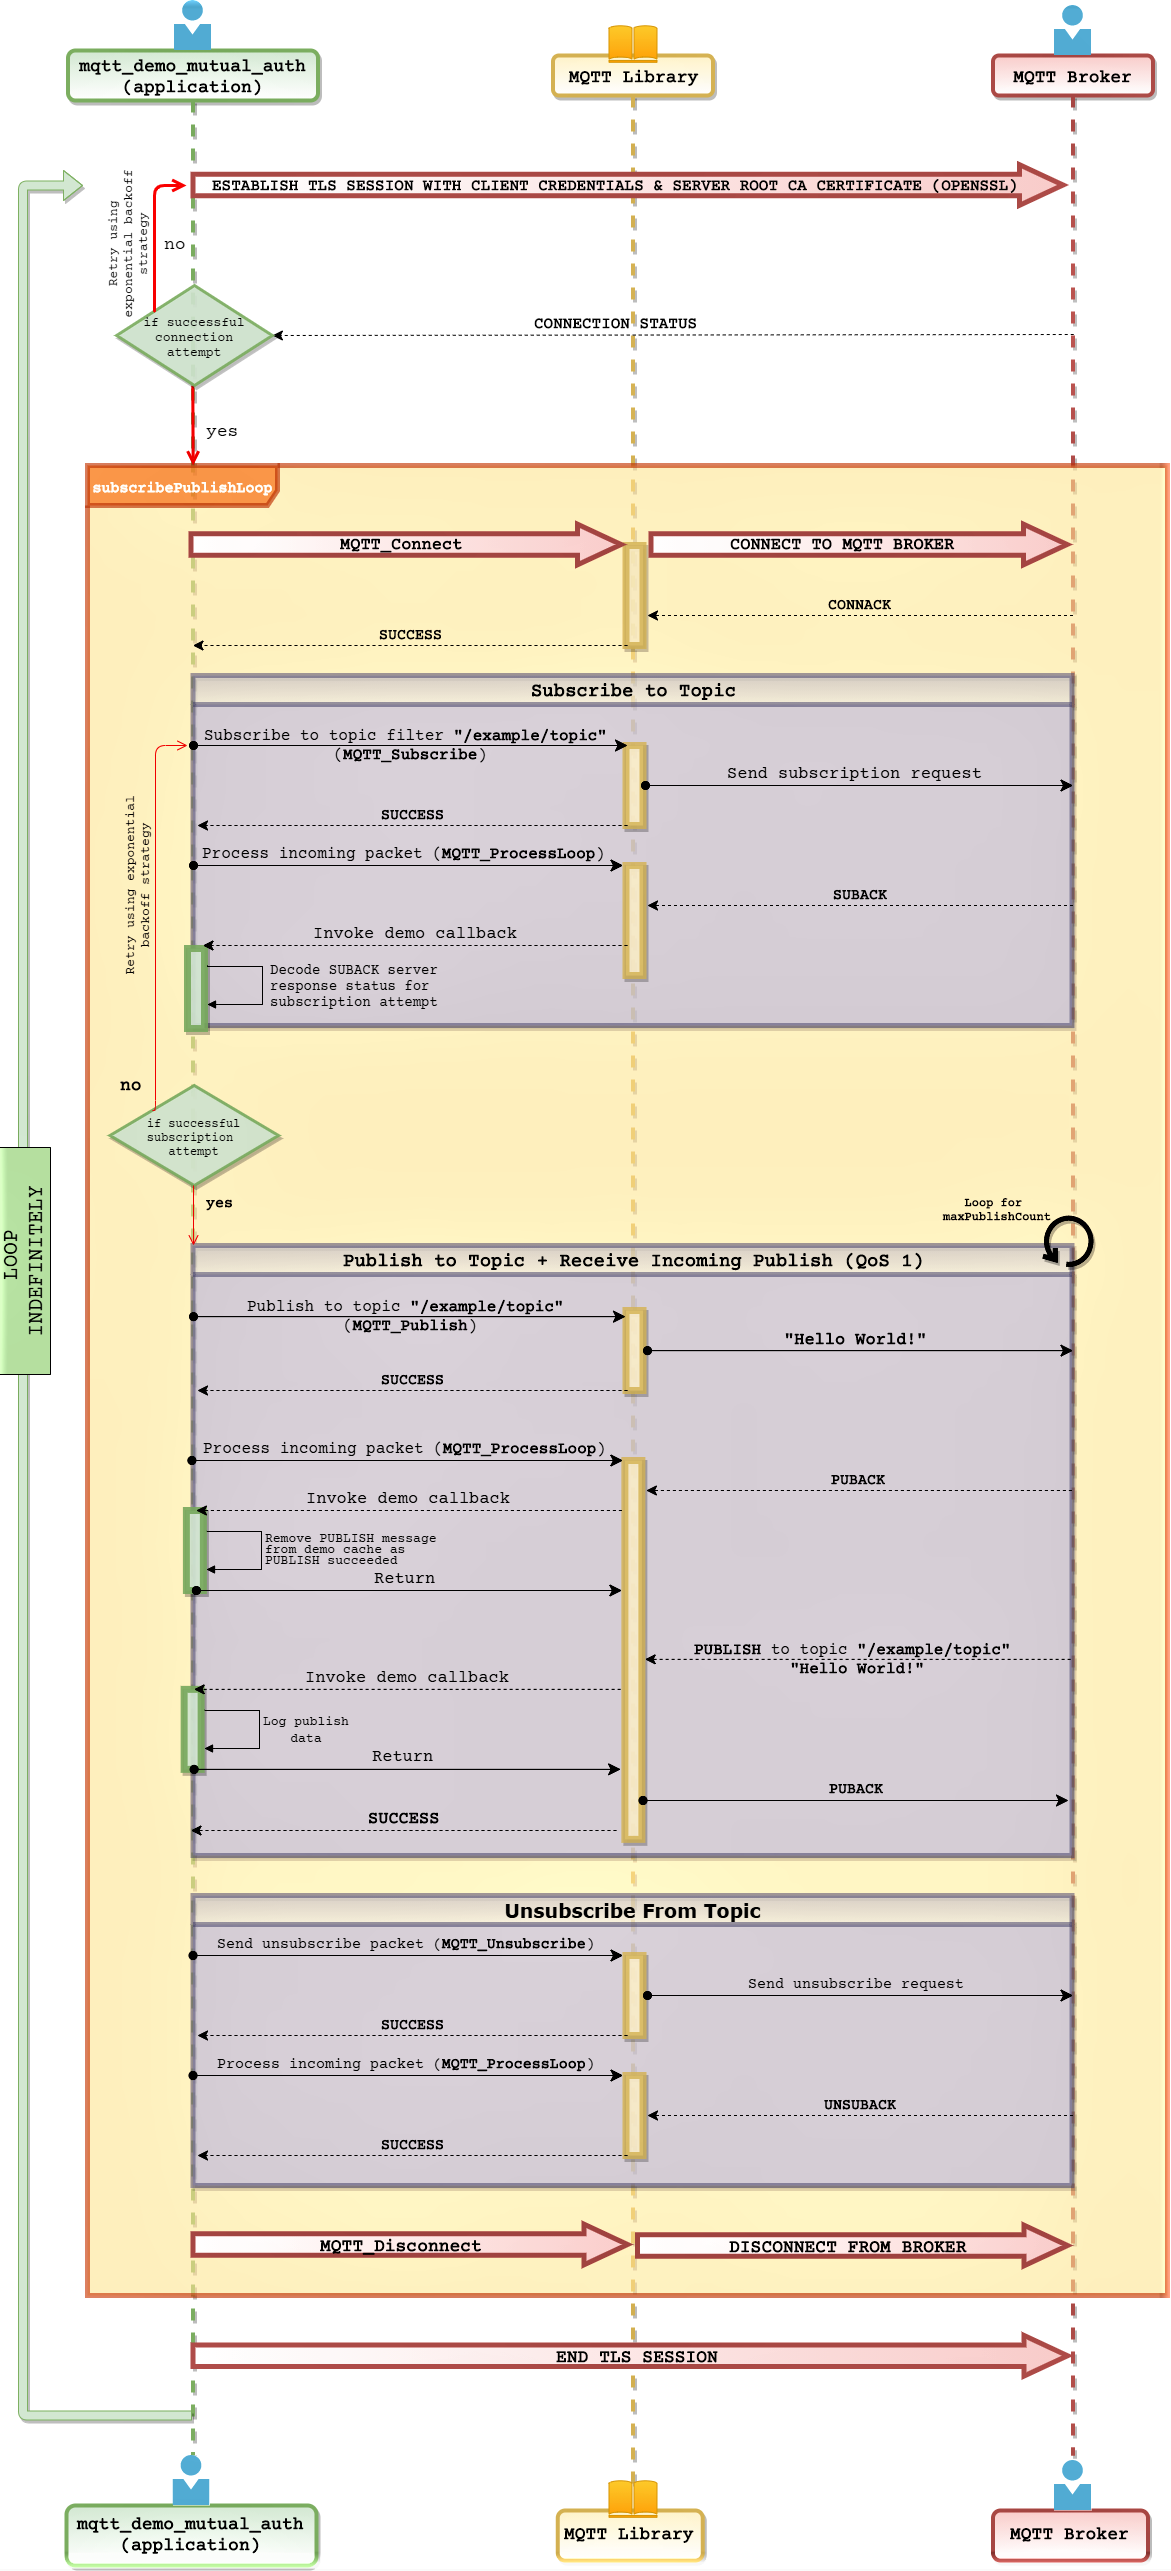 mqtt_demo_mutual_auth
(application)
MQTT Library
MQTT Broker
ESTABLISH TLS SESSION WITH CLIENT CREDENTIALS & SERVER ROOT CA CERTIFICATE (OPENSSL)
Retry using
exponential backoff
strategy
no
if successful
connection
attempt
CONNECTION STATUS
yes
subscribePublishLoop
MQTT_Connect
CONNECT TO MQTT BROKER
CONNACK
SUCCESS
Subscribe to Topic
Subscribe to topic filter "/example/topic"
(MQTT_Subscribe)
Send subscription request
SUCCESS
Process incoming packet (MQTT_ProcessLoop)
SUBACK
Invoke demo callback
Decode SUBACK server
response status for
subscription attempt
Retry using exponential
backoff strategy
no
if successful
subscription
attempt
yes
LOOP
INDEFINITELY
Loop for
maxPublishCount
Publish to Topic + Receive Incoming Publish (QoS 1)
Publish to topic "/example/topic"
(MQTT_Publish)
"Hello World!"
SUCCESS
Process incoming packet (MQTT_ProcessLoop)
PUBACK
Invoke demo callback
Remove PUBLISH message
from demo cache as
PUBLISH succeeded
Return
PUBLISH to topic "/example/topic"
"Hello World!"
Invoke demo callback
Log publish
data
Return
PUBACK
SUCCESS
Unsubscribe From Topic
Send unsubscribe packet (MQTT_Unsubscribe)
Send unsubscribe request
SUCCESS
Process incoming packet (MQTT_ProcessLoop)
UNSUBACK
SUCCESS
MQTT_Disconnect
DISCONNECT FROM BROKER
END TLS SESSION
mqtt_demo_mutual_auth
(application)
MQTT Library
MQTT Broker